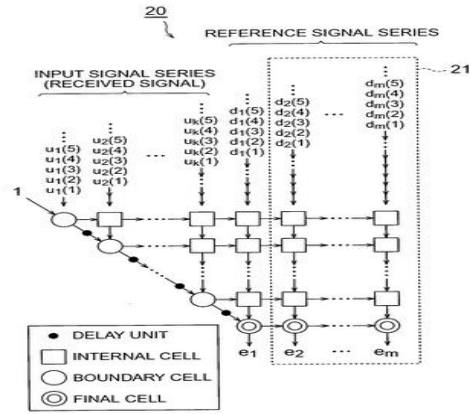 20
REFERENCE SIGNAL SERIES
21
INPUT SIGNAL SERIES
(RECEIVED SIGNAL)
u1(5)
u1(4)
u1(3)
u1(2)
u1(1)
u2(5)
u2(4)
u2(3)
u2(2)
u2(1)
...
uk(5)
uk(4)
uk(3)
uk(2)
uk(1)
d1(5)
d1(4)
d1(3)
d1(2)
d1(1)
d2(5)
d2(4)
d2(3)
d2(2)
d2(1)
...
dm(5)
dm(4)
dm(3)
dm(2)
dm(1)
1
e1 e2 ... em
DELAY UNIT
INTERNAL CELL
BOUNDARY CELL
FINAL CELL